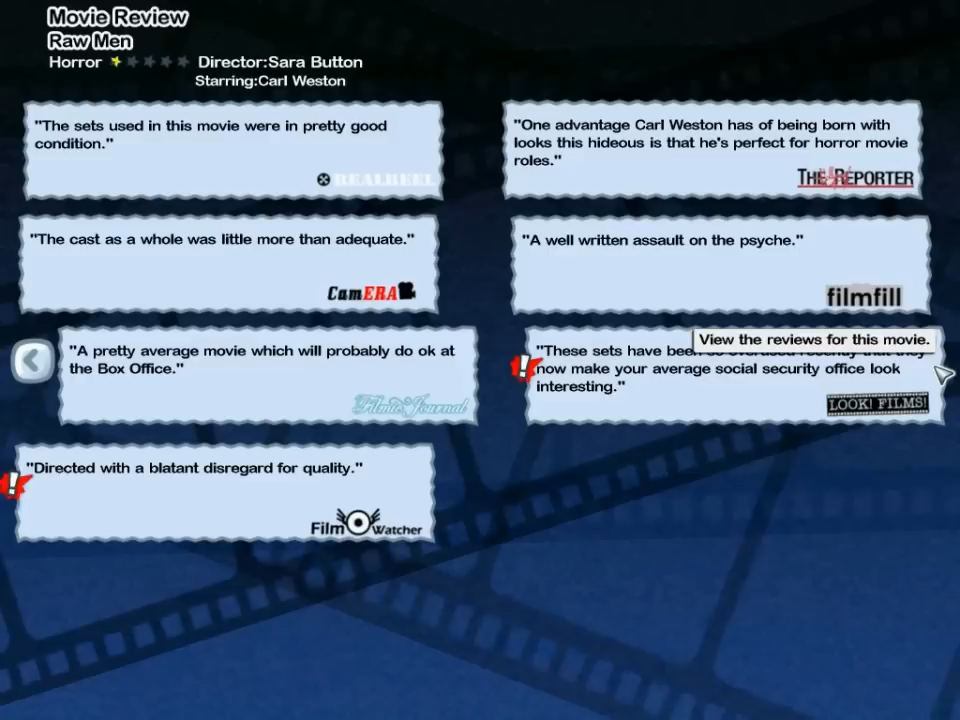 Movie Review
Raw Men
Horror Director:Sara Button
Starring:Carl Weston
"The sets used in this movie were in pretty good
condition."
REALREEL
"One advantage Carl Weston has of being born with
looks this hideous is that he's perfect for horror movie
roles."
THE REPORTER
"The cast as a whole was little more than adequate."
CamERA
"A well written assault on the psyche."
filmfill
"A pretty average movie which will probably do ok at
the Box Office."
Filmic Journal
View the reviews for this movie.
"These sets have been so overused recently that they
now make your average social security office look
interesting."
LOOK! FILMS!
"Directed with a blatant disregard for quality."
Film Watcher